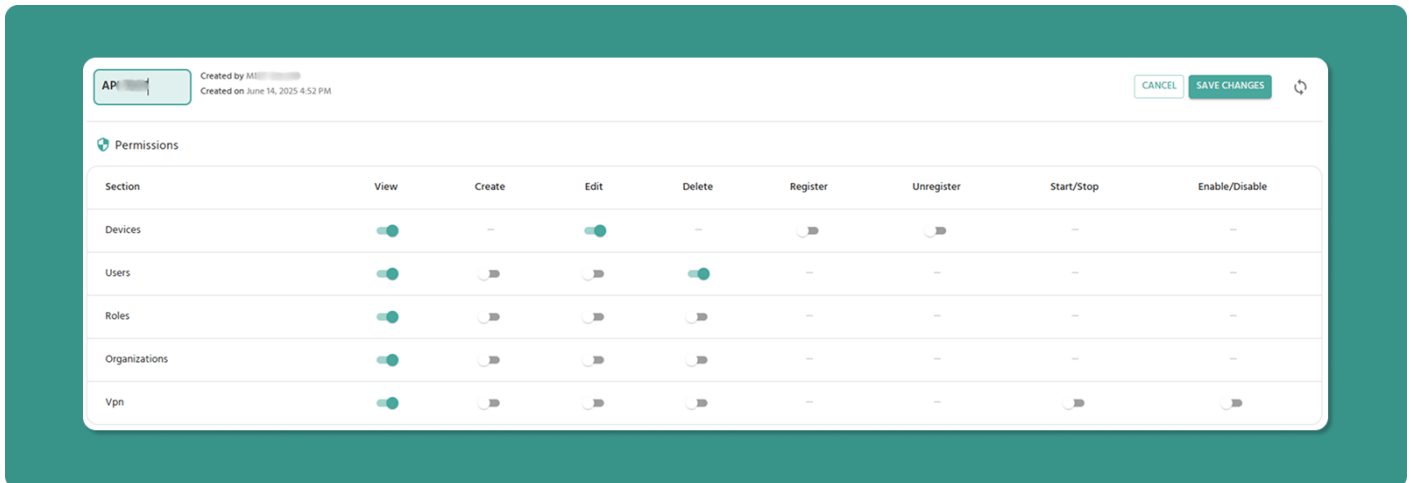 Created by
Created on June 14, 2025 4:52 PM
CANCEL
SAVE CHANGES
Permissions
Section View Create Edit Delete Register Unregister Start/Stop Enable/Disable
Devices – – – –
Users – – – –
Roles – – – –
Organizations – – – –
Vpn – –